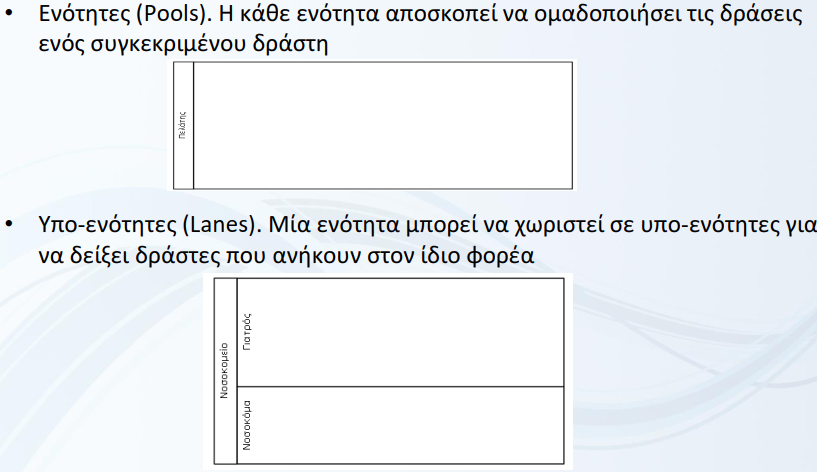 • Ενότητες (Pools). Η κάθε ενότητα αποσκοπεί να ομαδοποιήσει τις δράσεις
ενός συγκεκριμένου δράστη
Πελάτης
• Υπο-ενότητες (Lanes). Μία ενότητα μπορεί να χωριστεί σε υπο-ενότητες για
να δείξει δράστες που ανήκουν στον ίδιο φορέα
Νοσοκομείο
Γιατρός
Νοσοκόμα